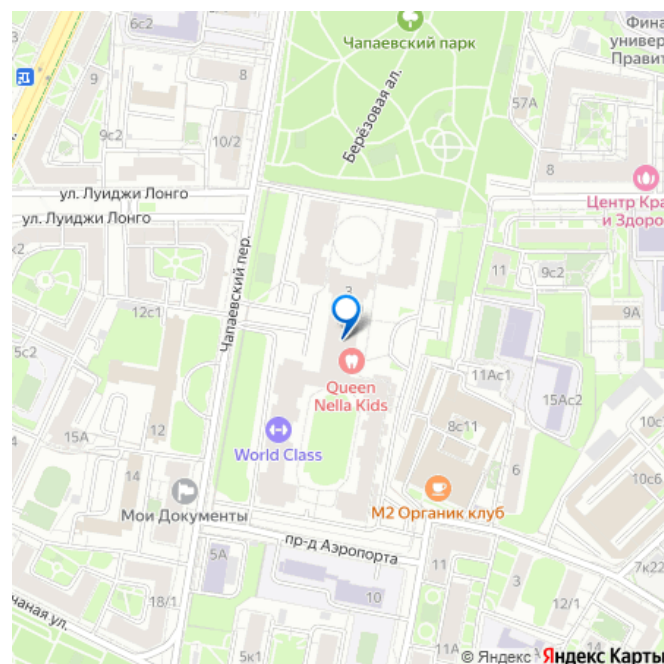 6с2
Чапаевский парк
Фина
универ
Правит
9
8
57А
Берёзовая ал.
9с2
10/2
8
ул. Луиджи Лонго
Центр Кра
и Здоро
ул. Луиджи Лонго
к2
Чапаевский пер.
11
9с2
3
12с1
9А
5с2
Queen
Nella Kids
11Ас1
15Ас2
15А
12
World Class
8с11
10с
6
14
10с6
Мои Документы
М2 Органик клуб
пр-д Аэропорта
5А
11
7к22
3
10
18/1
12/1
чаная ул.
11А
5к1
© Яндекс Яндекс Карты